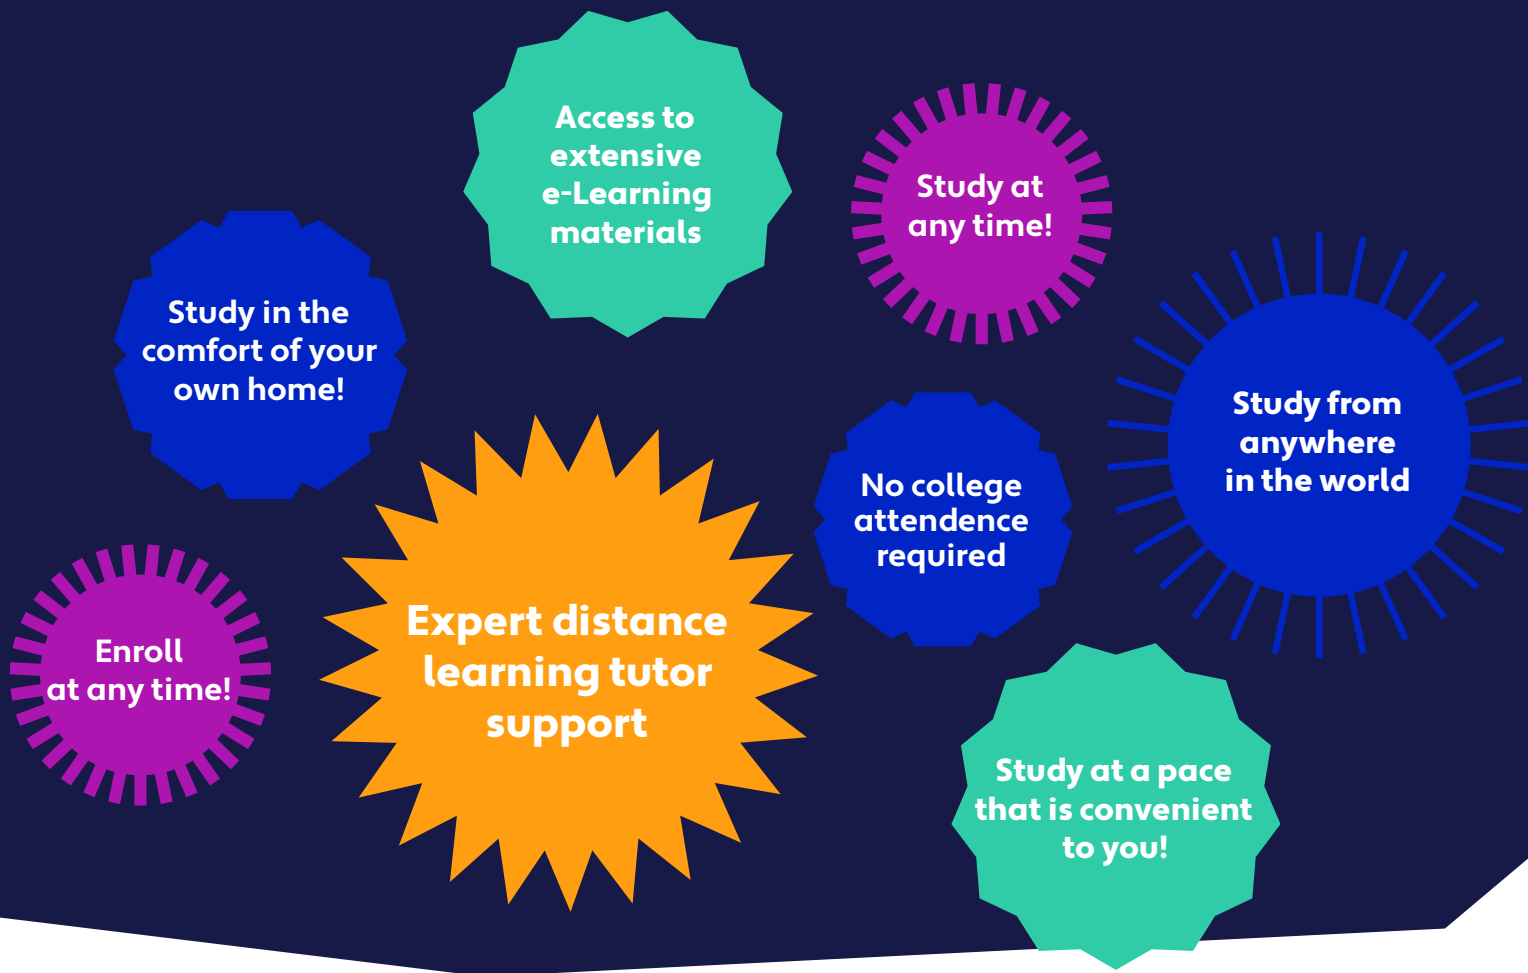 Access to
extensive
e-Learning
materials
Study at
any time!
Study in the
comfort of your
own home!
Study from
anywhere
in the world
No college
attendence
required
Expert distance
learning tutor
support
Enroll
at any time!
Study at a pace
that is convenient
to you!